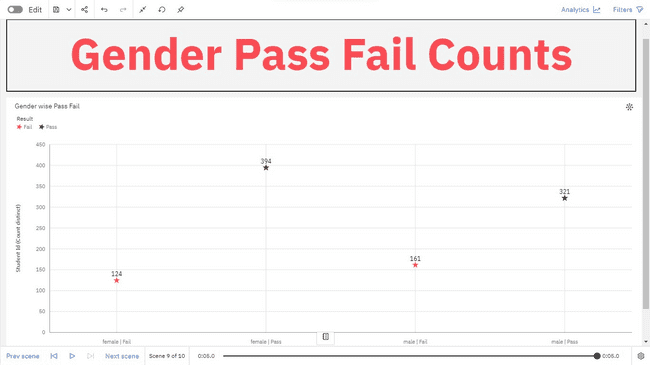 Edit
Analytics
Filters
Gender Pass Fail Counts
Gender wise Pass Fail
Result
Fail Pass
Student Id (Count distinct)
450
400
350
300
250
200
150
100
50
0
124
394
161
321
female | Fail
female | Pass
male | Fail
male | Pass
Prev scene
Next scene
Scene 9 of 10
0:05.0
0:05.0